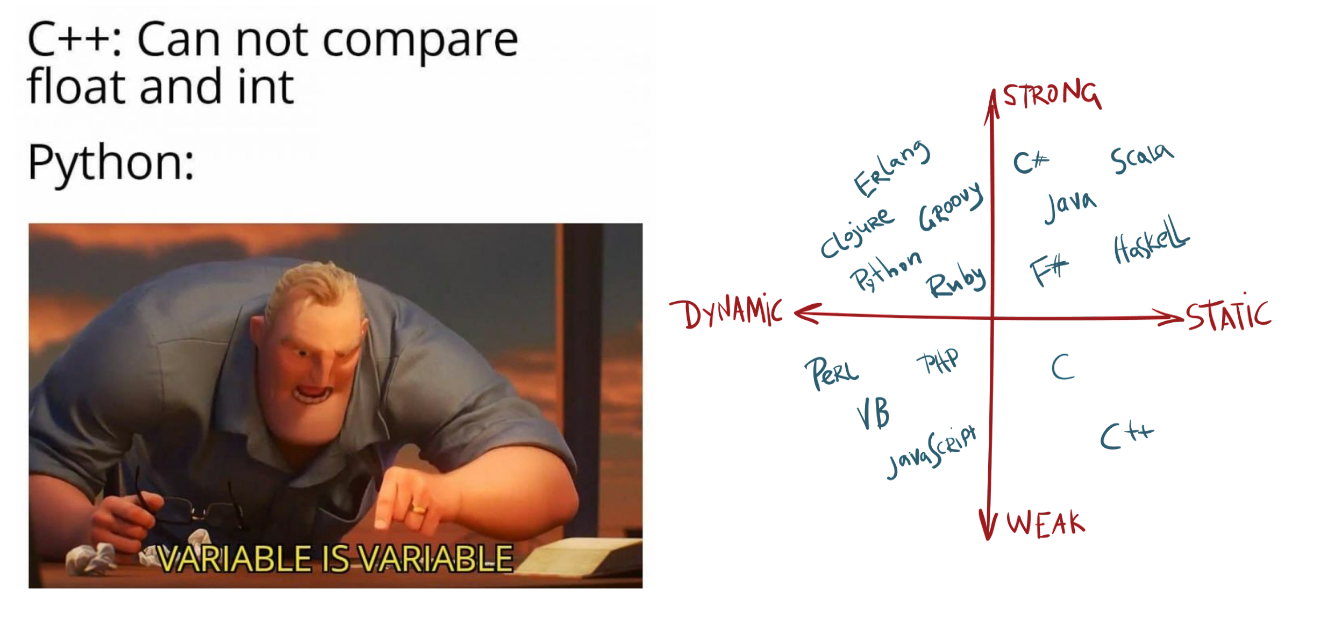 C++: Can not compare
float and int
Python:
VARIABLE IS VARIABLE
STRONG
ERLang
C#
Scala
Clojure
GROOVY
Java
Python
Ruby
F#
Haskell
DYNAMiC
STATiC
PERL
PHP
C
VB
JavaSCRiPt
C++
WEAK